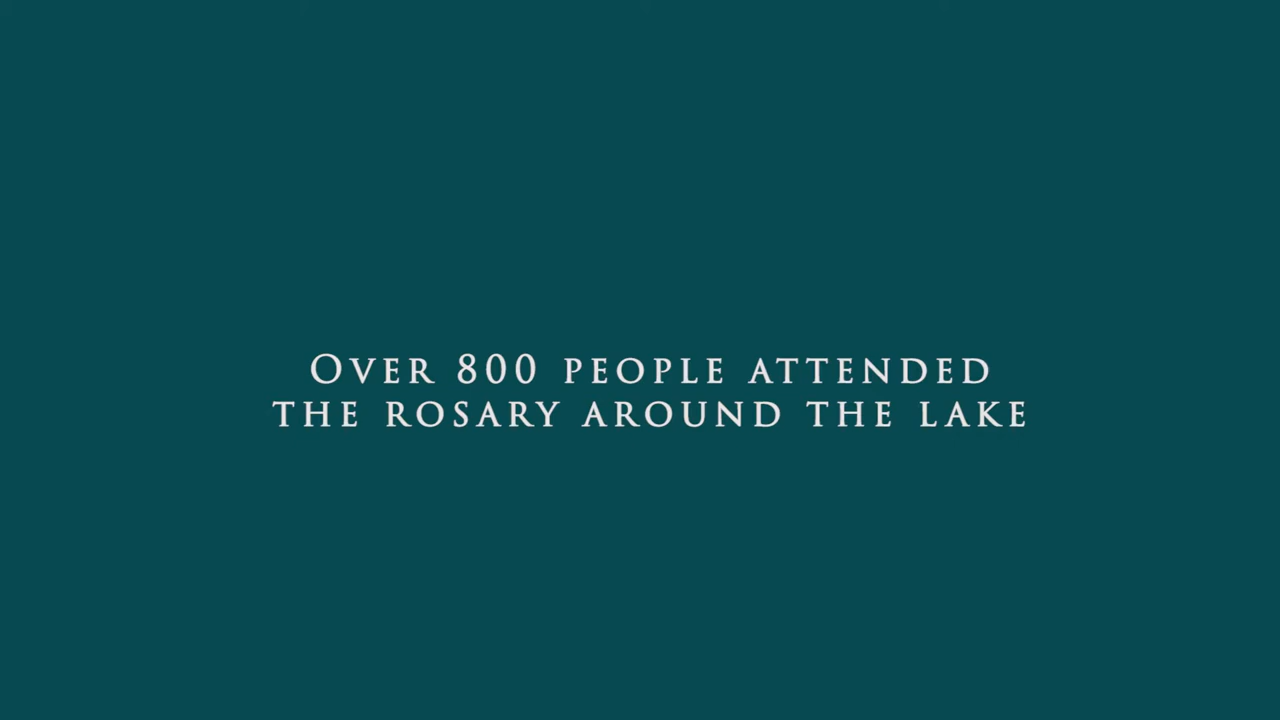 Over 800 people attended
the rosary around the lake